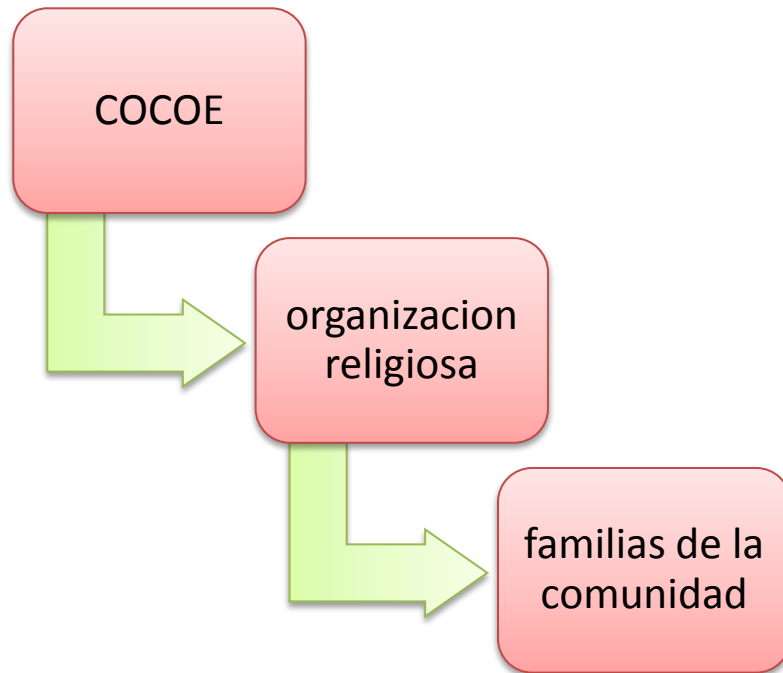 COCOE
organizacion
religiosa
familias de la
comunidad